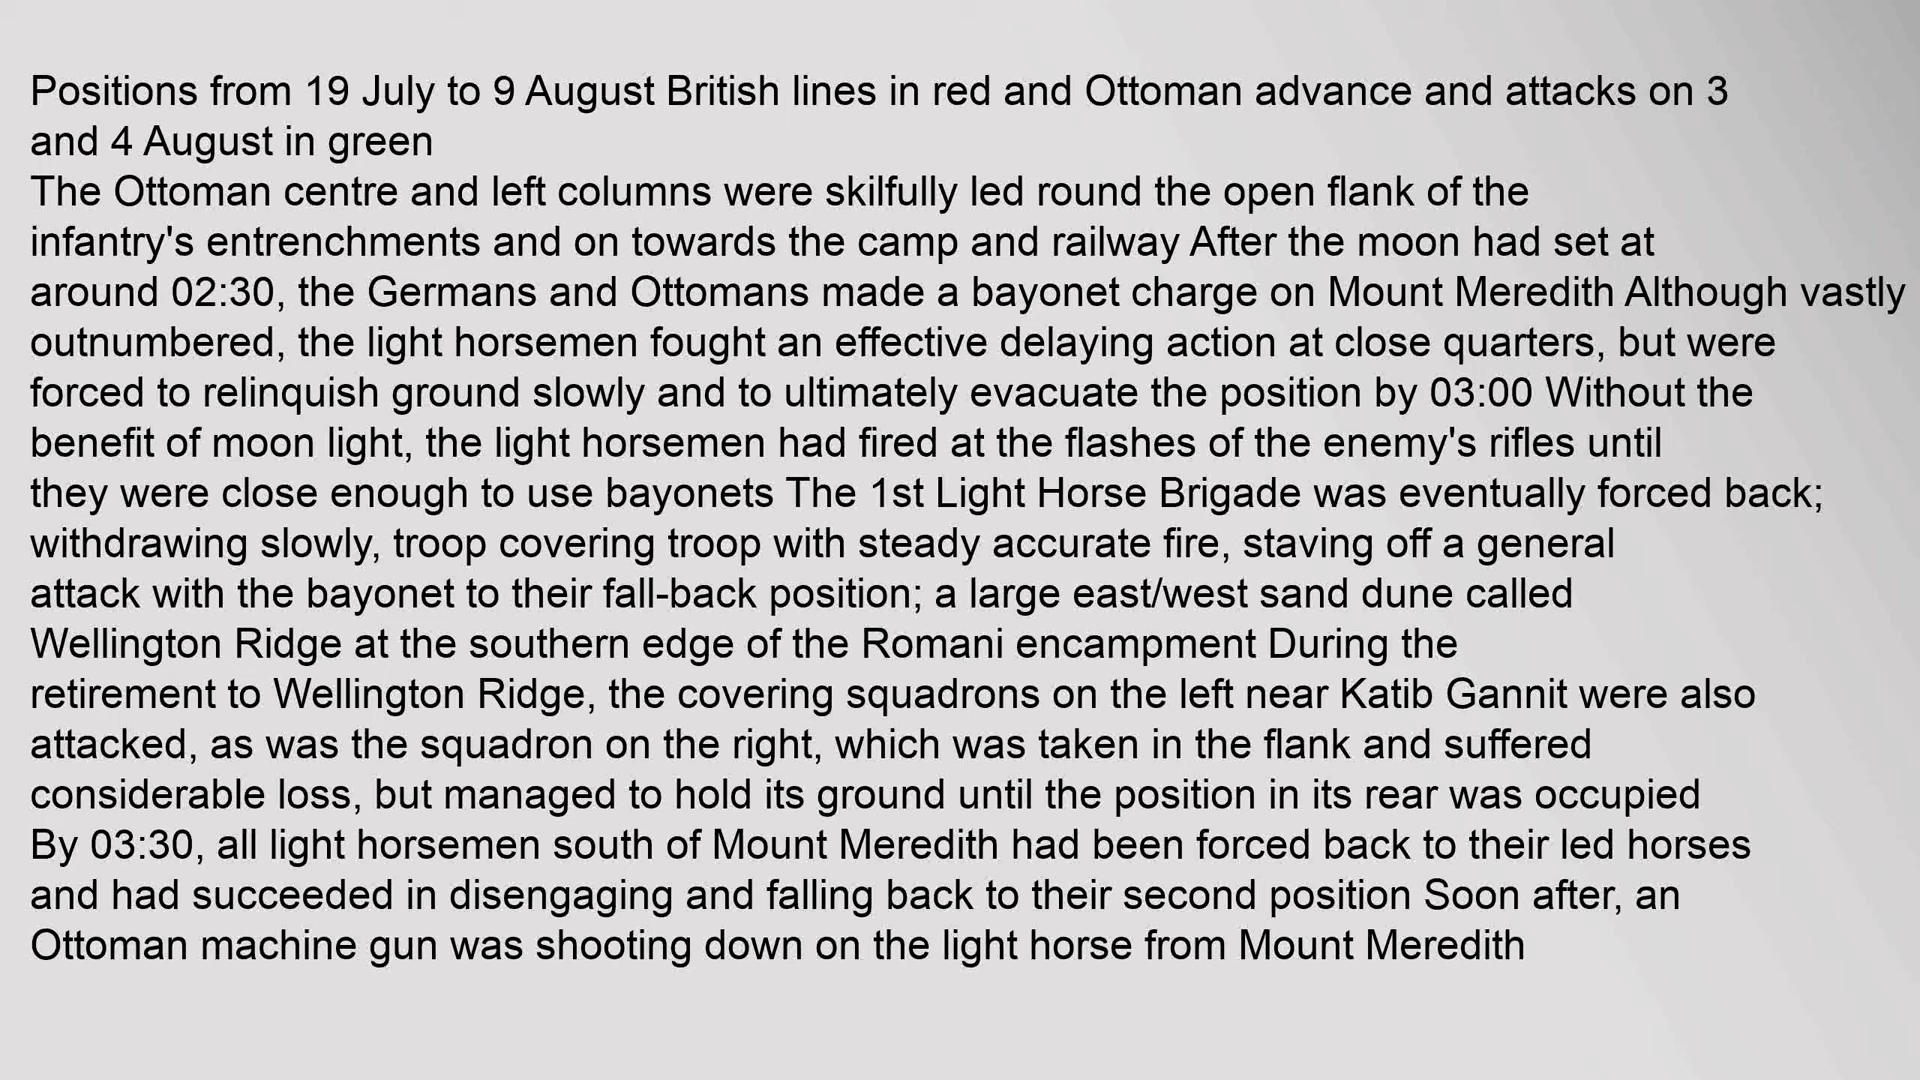 Positions from 19 July to 9 August British lines in red and Ottoman advance and attacks on 3
and 4 August in green
The Ottoman centre and left columns were skilfully led round the open flank of the
infantry's entrenchments and on towards the camp and railway After the moon had set at
around 02:30, the Germans and Ottomans made a bayonet charge on Mount Meredith Although vastly
outnumbered, the light horsemen fought an effective delaying action at close quarters, but were
forced to relinquish ground slowly and to ultimately evacuate the position by 03:00 Without the
benefit of moon light, the light horsemen had fired at the flashes of the enemy's rifles until
they were close enough to use bayonets The 1st Light Horse Brigade was eventually forced back;
withdrawing slowly, troop covering troop with steady accurate fire, staving off a general
attack with the bayonet to their fall-back position; a large east/west sand dune called
Wellington Ridge at the southern edge of the Romani encampment During the
retirement to Wellington Ridge, the covering squadrons on the left near Katib Gannit were also
attacked, as was the squadron on the right, which was taken in the flank and suffered
considerable loss, but managed to hold its ground until the position in its rear was occupied
By 03:30, all light horsemen south of Mount Meredith had been forced back to their led horses
and had succeeded in disengaging and falling back to their second position Soon after, an
Ottoman machine gun was shooting down on the light horse from Mount Meredith